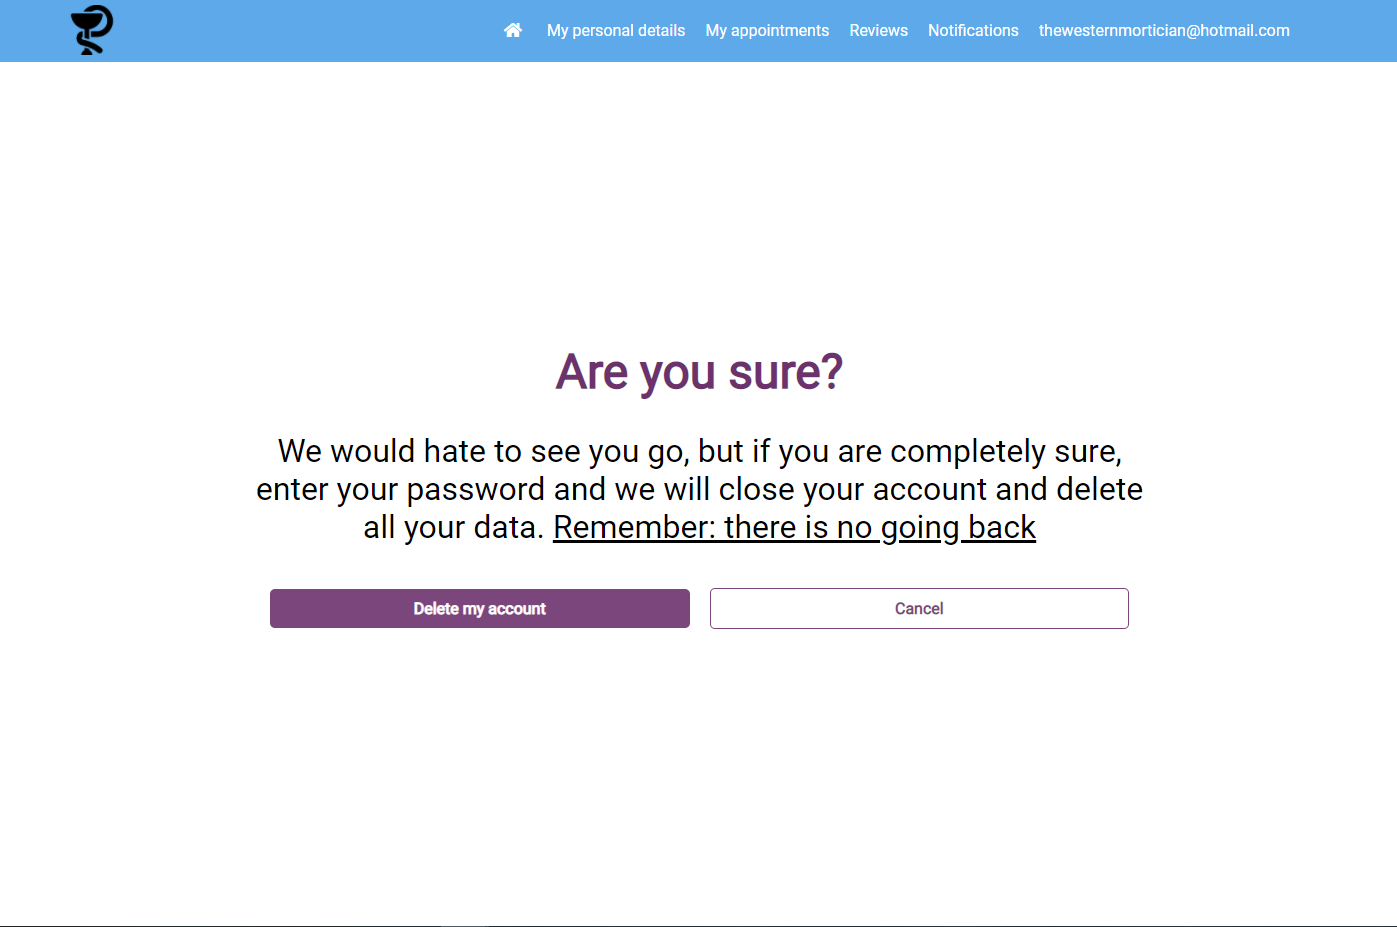 My personal details My appointments Reviews Notifications thewesternmortician@hotmail.com
Are you sure?
We would hate to see you go, but if you are completely sure,
enter your password and we will close your account and delete
all your data. Remember: there is no going back
Delete my account Cancel